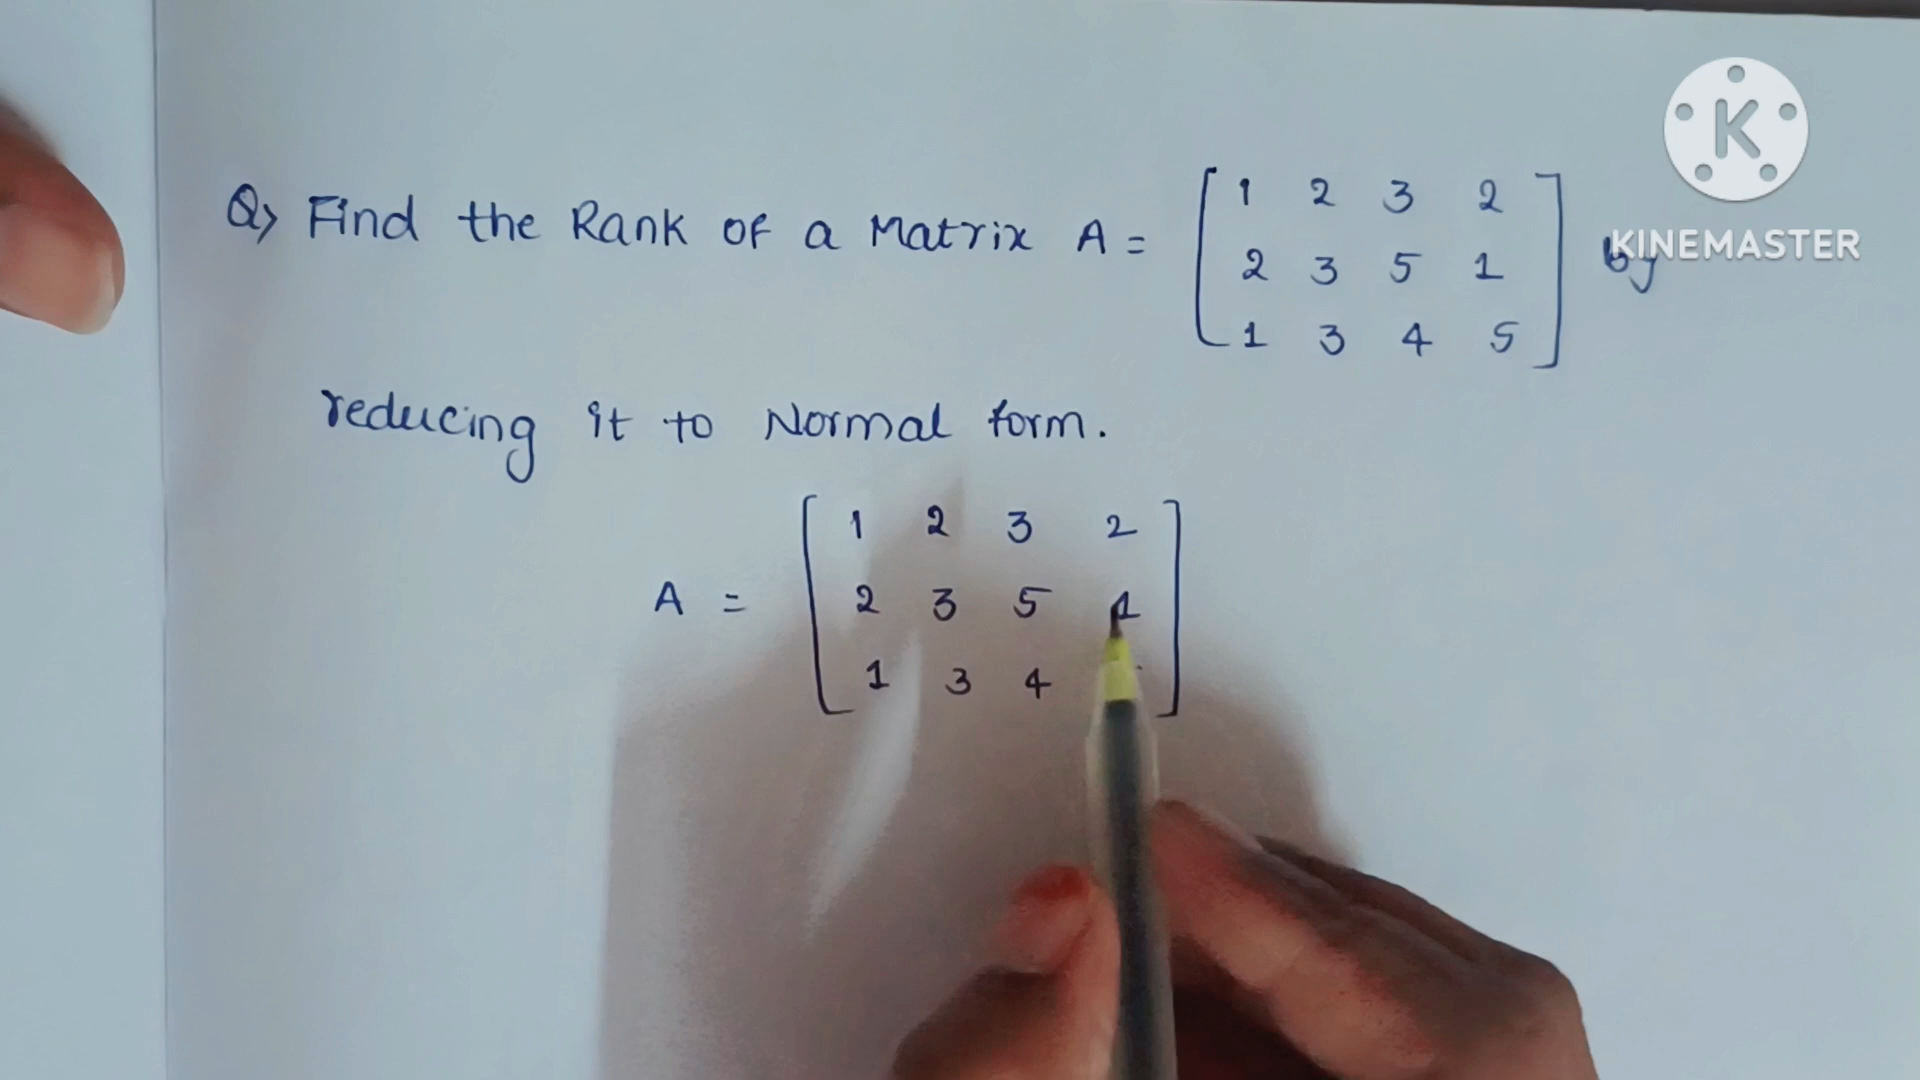 Q) Find the Rank of a Matrix A = [ 1 2 3 2
2 3 5 1
1 3 4 5 ] by
reducing it to Normal form.
A = [ 1 2 3 2
2 3 5 1
1 3 4 ]
K
KINEMASTER